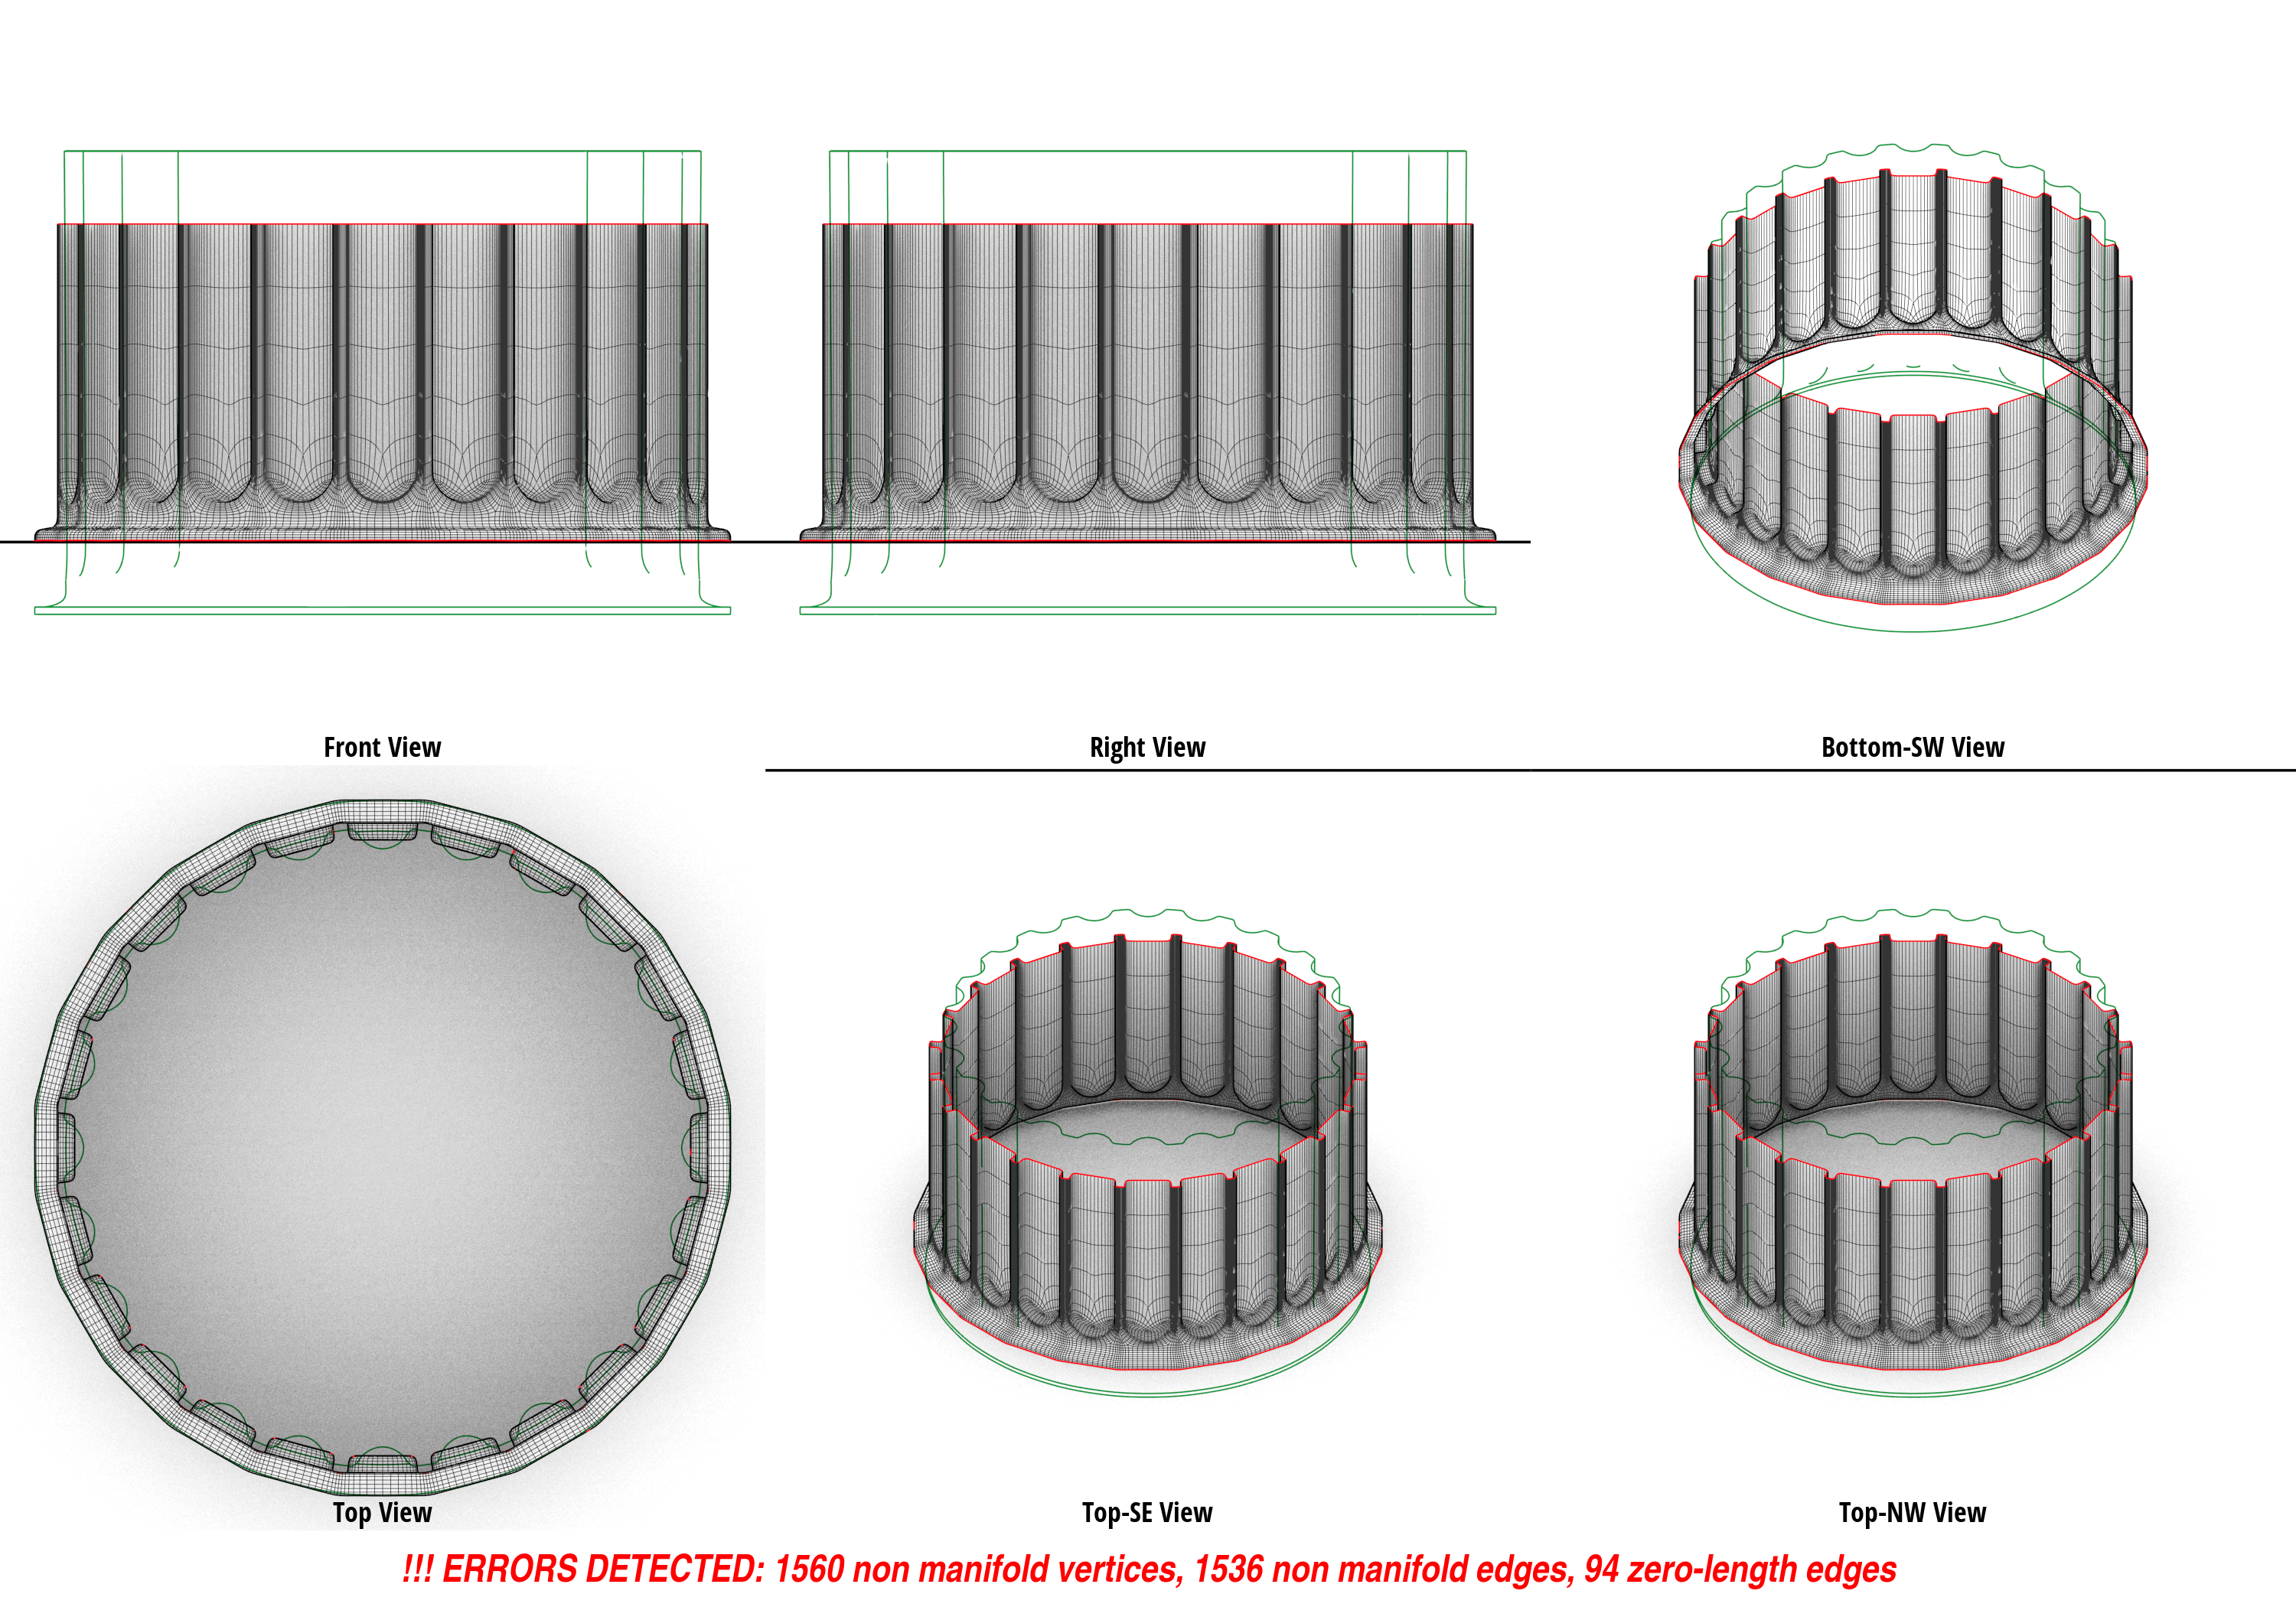 Front View
Right View
Bottom-SW View
Top View
Top-SE View
Top-NW View
!!! ERRORS DETECTED: 1560 non manifold vertices, 1536 non manifold edges, 94 zero-length edges